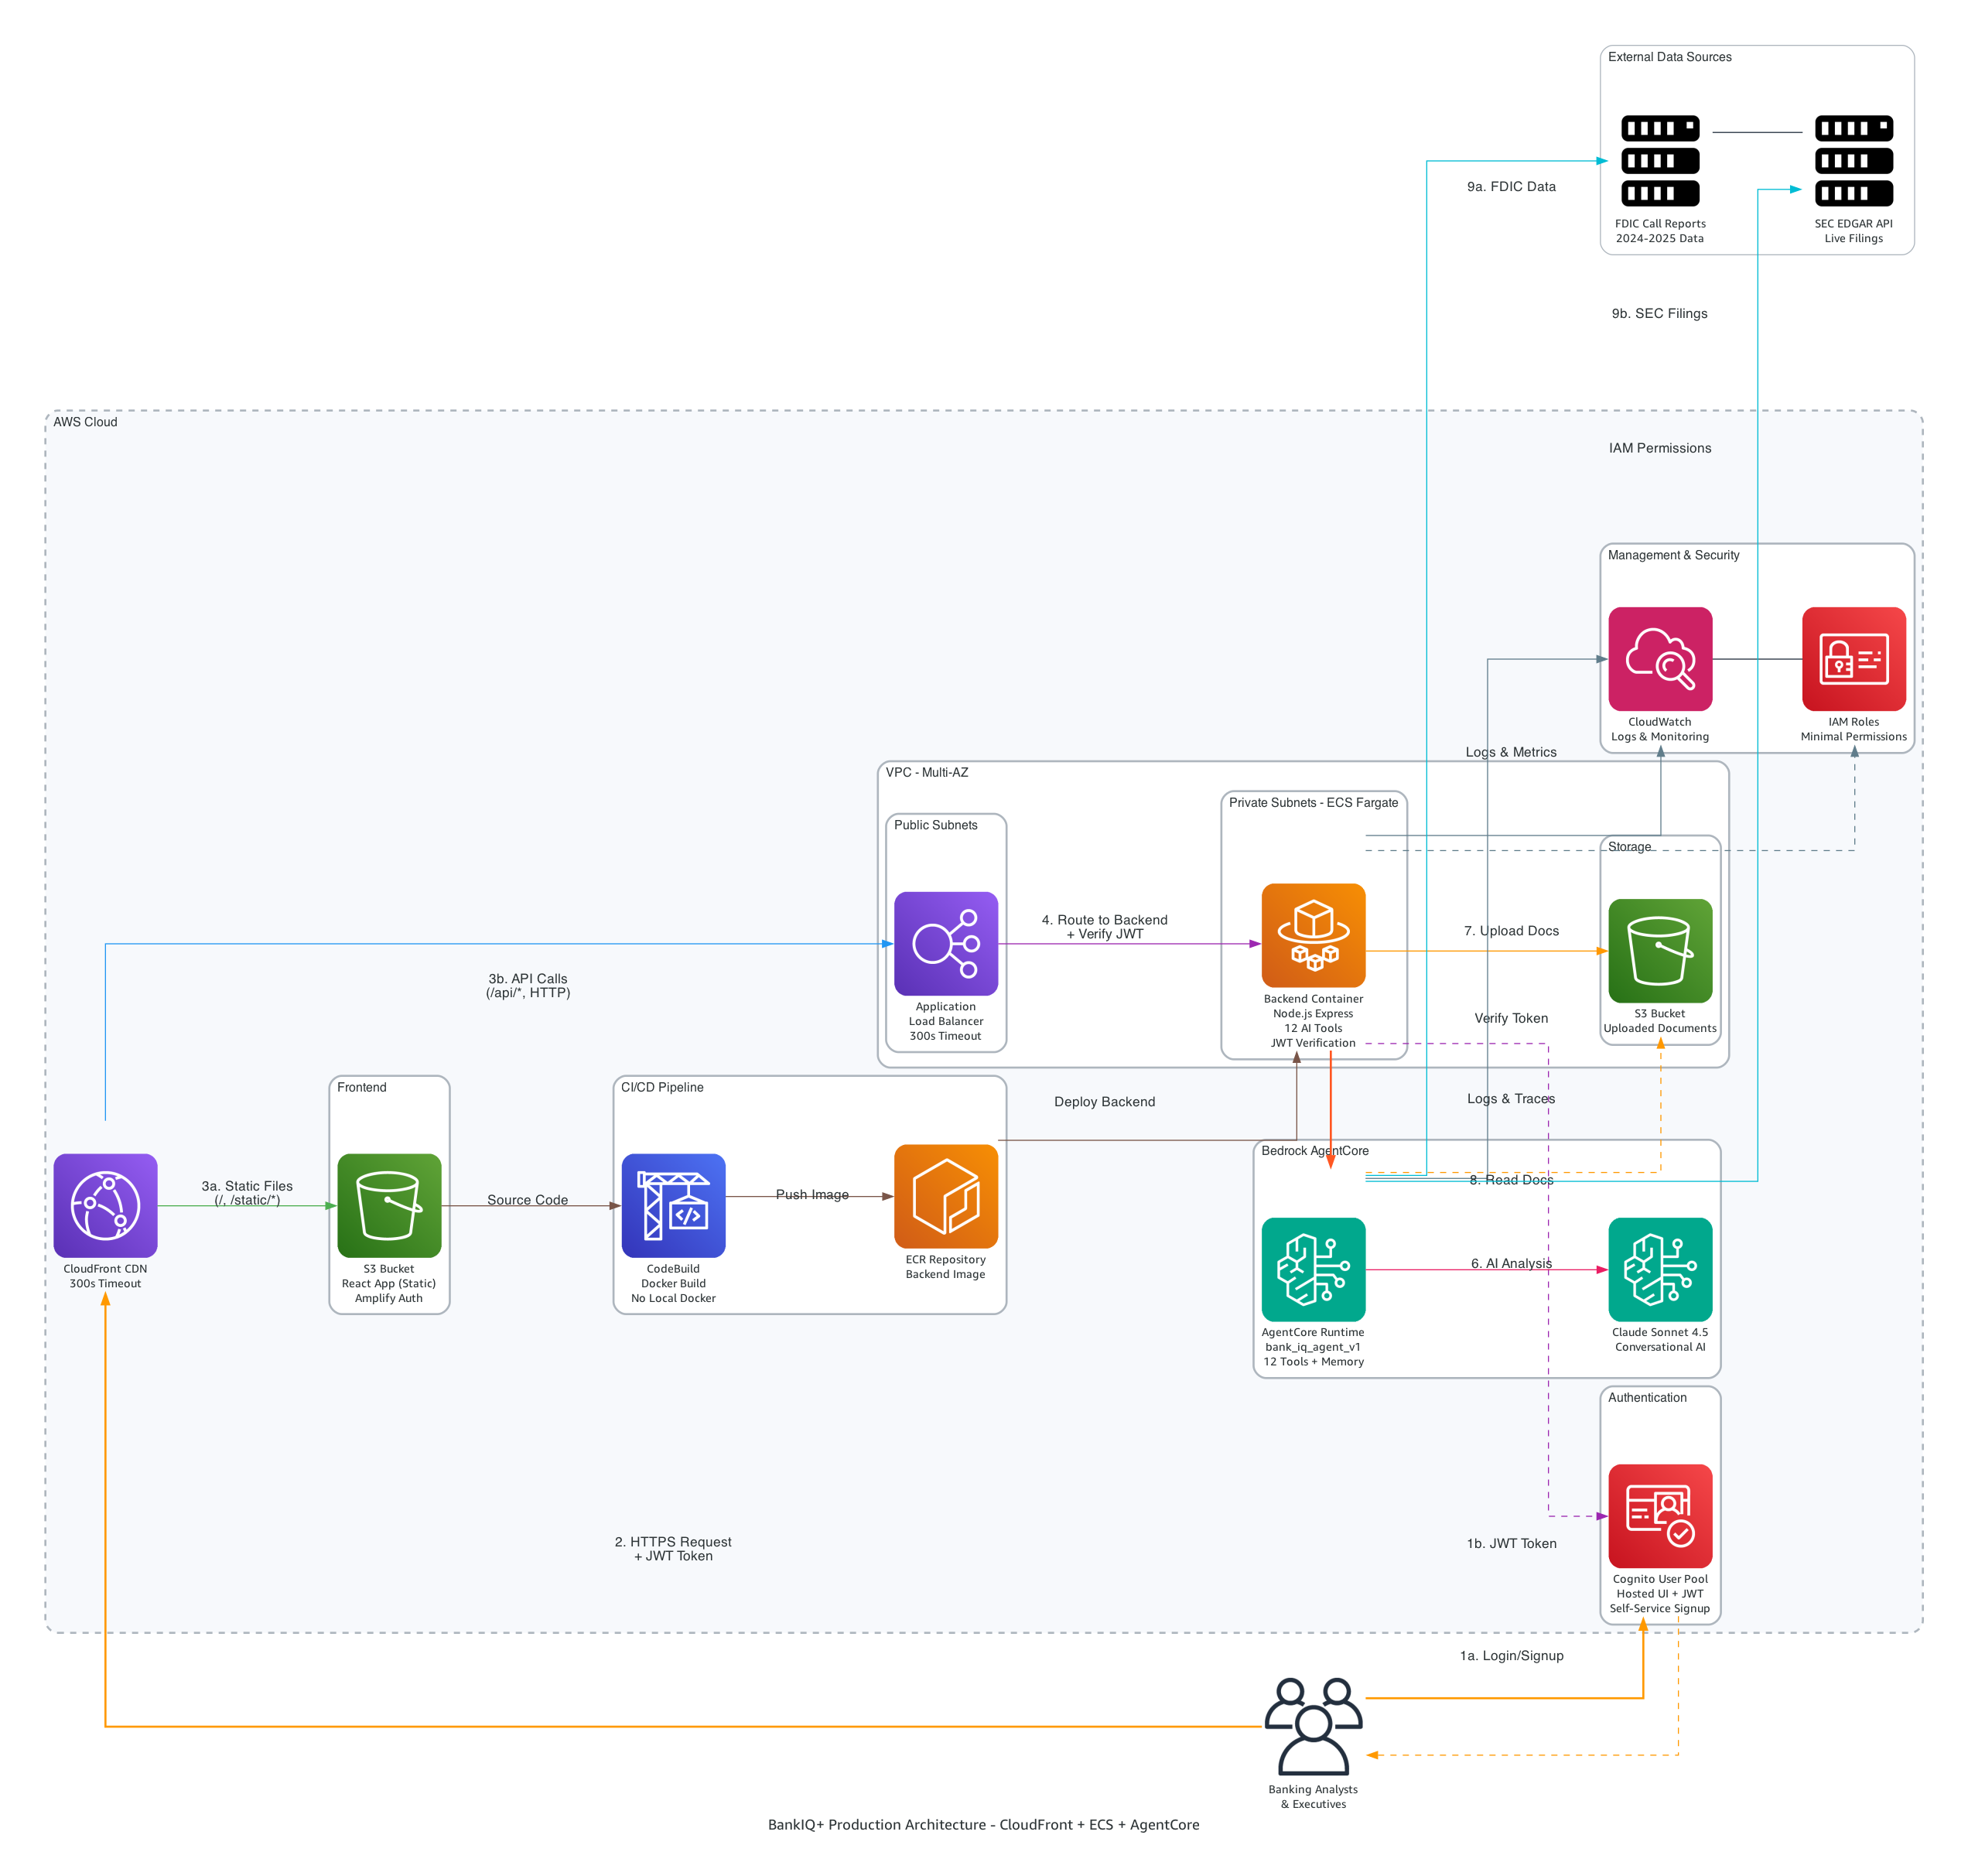 External Data Sources
9a. FDIC Data
FDIC Call Reports
2024-2025 Data
SEC EDGAR API
Live Filings
9b. SEC Filings
AWS Cloud
IAM Permissions
Management & Security
CloudWatch
Logs & Monitoring
IAM Roles
Minimal Permissions
Logs & Metrics
VPC - Multi-AZ
Private Subnets - ECS Fargate
Public Subnets
Storage
4. Route to Backend
+ Verify JWT
7. Upload Docs
3b. API Calls
(/api/*, HTTP)
Application
Load Balancer
300s Timeout
Backend Container
Node.js Express
12 AI Tools
JWT Verification
S3 Bucket
Uploaded Documents
Verify Token
Frontend
CI/CD Pipeline
Deploy Backend
Logs & Traces
Bedrock AgentCore
8. Read Docs
3a. Static Files
(/, /static/*)
Source Code
Push Image
CloudFront CDN
300s Timeout
S3 Bucket
React App (Static)
Amplify Auth
CodeBuild
Docker Build
No Local Docker
ECR Repository
Backend Image
6. AI Analysis
AgentCore Runtime
bank_iq_agent_v1
12 Tools + Memory
Claude Sonnet 4.5
Conversational AI
Authentication
2. HTTPS Request
+ JWT Token
1b. JWT Token
Cognito User Pool
Hosted UI + JWT
Self-Service Signup
1a. Login/Signup
Banking Analysts
& Executives
BankIQ+ Production Architecture - CloudFront + ECS + AgentCore